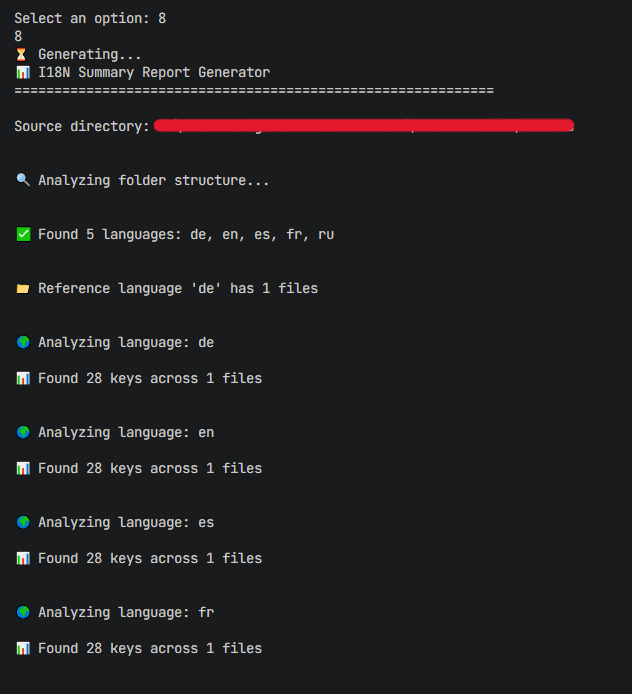 Select an option: 8
8
⏳ Generating...
📊 I18N Summary Report Generator
============================================================
Source directory:
🔍 Analyzing folder structure...
✅ Found 5 languages: de, en, es, fr, ru
📁 Reference language 'de' has 1 files
🌍 Analyzing language: de
📊 Found 28 keys across 1 files
🌍 Analyzing language: en
📊 Found 28 keys across 1 files
🌍 Analyzing language: es
📊 Found 28 keys across 1 files
🌍 Analyzing language: fr
📊 Found 28 keys across 1 files